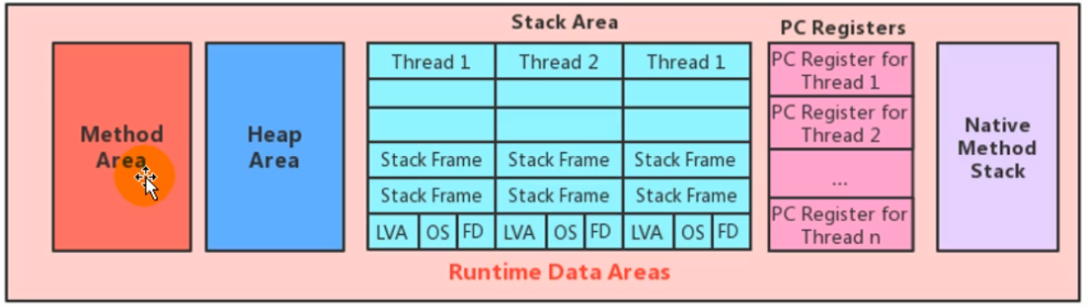 Stack Area
PC Registers
Method
Area
Heap
Area
Thread 1
Thread 2
Thread 1
Stack Frame
Stack Frame
Stack Frame
Stack Frame
Stack Frame
Stack Frame
LVA
OS
FD
LVA
OS
FD
LVA
OS
FD
PC Register for
Thread 1
PC Register for
Thread 2
...
PC Register for
Thread n
Native
Method
Stack
Runtime Data Areas